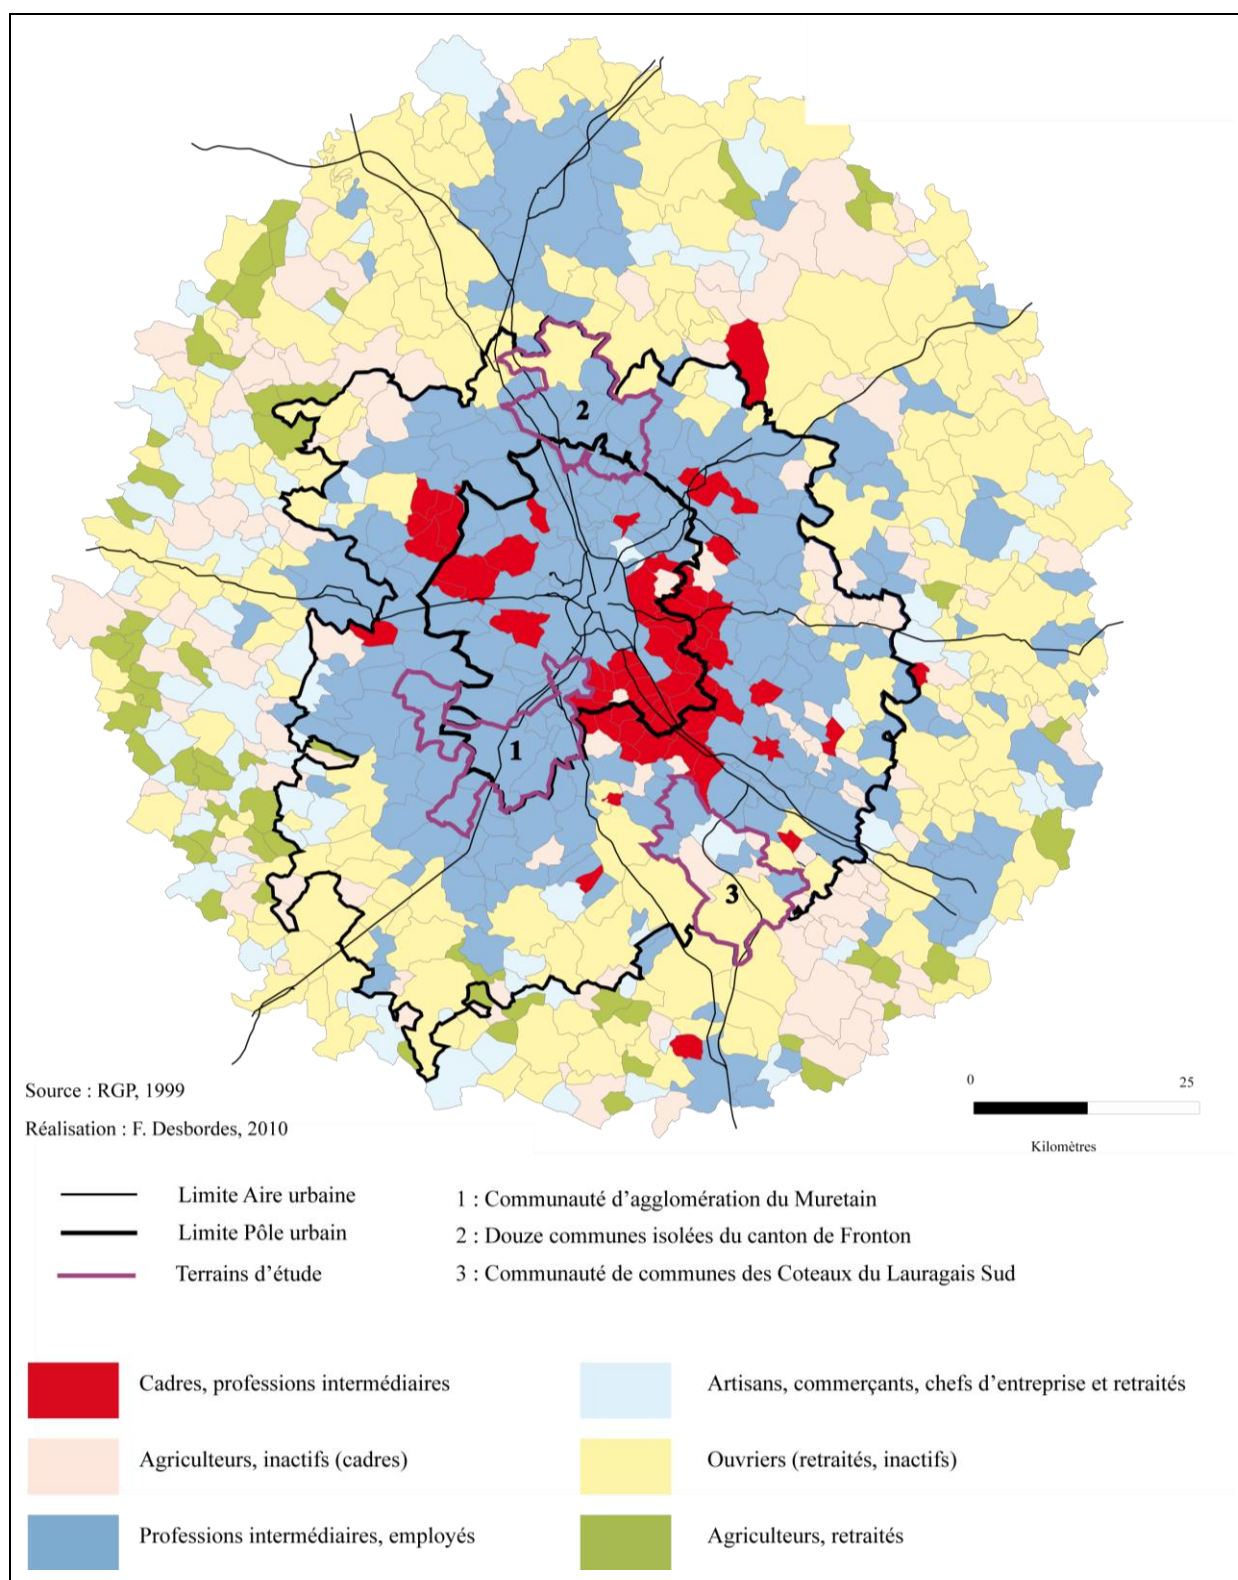 2
1
3
Source : RGP, 1999
Réalisation : F. Desbordes, 2010
0 25
Kilomètres
Limite Aire urbaine
Limite Pôle urbain
Terrains d’étude
1 : Communauté d’agglomération du Muretain
2 : Douze communes isolées du canton de Fronton
3 : Communauté de communes des Coteaux du Lauragais Sud
Cadres, professions intermédiaires
Agriculteurs, inactifs (cadres)
Professions intermédiaires, employés
Artisans, commerçants, chefs d’entreprise et retraités
Ouvriers (retraités, inactifs)
Agriculteurs, retraités